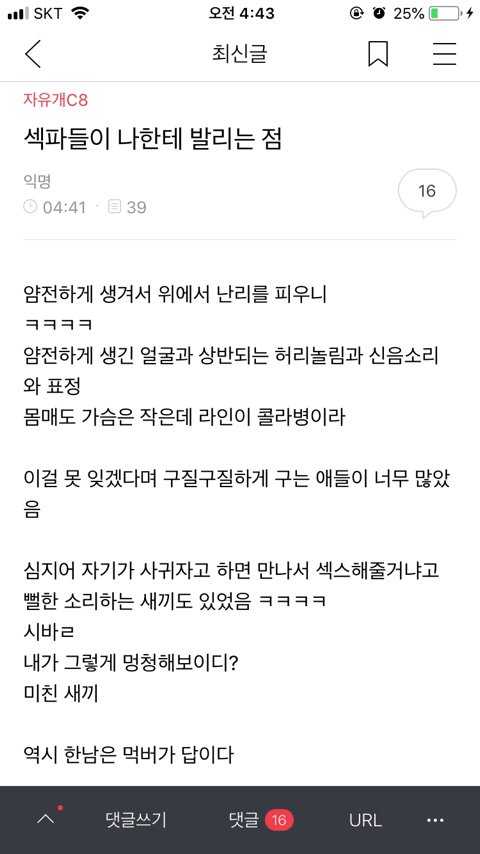 SKT 오전 4:43 25%
최신글
자유개C8
섹파들이 나한테 발리는 점
익명
04:41 · 39
16
얌전하게 생겨서 위에서 난리를 피우니
ㅋㅋㅋㅋ
얌전하게 생긴 얼굴과 상반되는 허리놀림과 신음소리
와 표정
몸매도 가슴은 작은데 라인이 콜라병이라
이걸 못 잊겠다며 구질구질하게 구는 애들이 너무 많았
음
심지어 자기가 사귀자고 하면 만나서 섹스해줄거냐고
뻘한 소리하는 새끼도 있었음 ㅋㅋㅋㅋ
시바ㄹ
내가 그렇게 멍청해보이디?
미친 새끼
역시 한남은 먹버가 답이다
댓글쓰기 댓글 16 URL